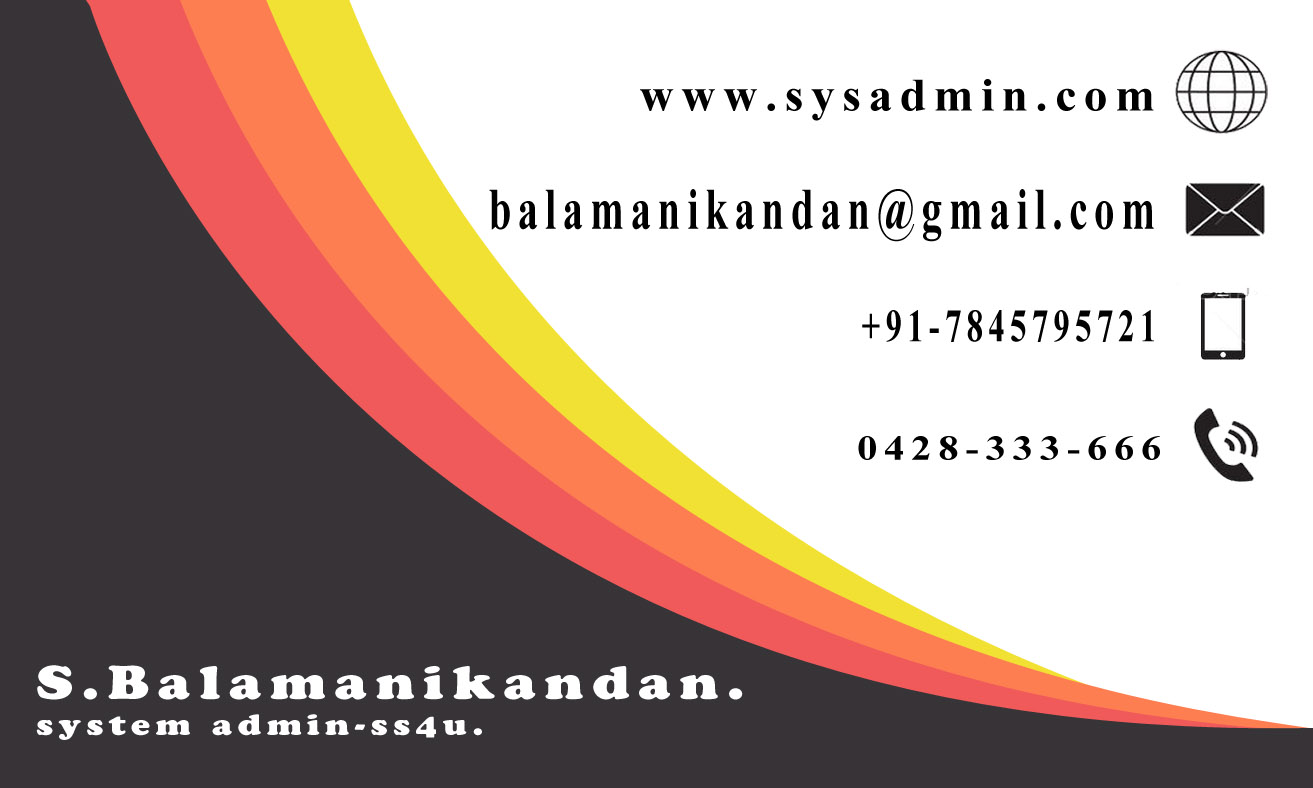 www.sysadmin.com
balamanikandan@gmail.com
+91-7845795721
0428-333-666
S.Balamanikandan.
system admin-ss4u.